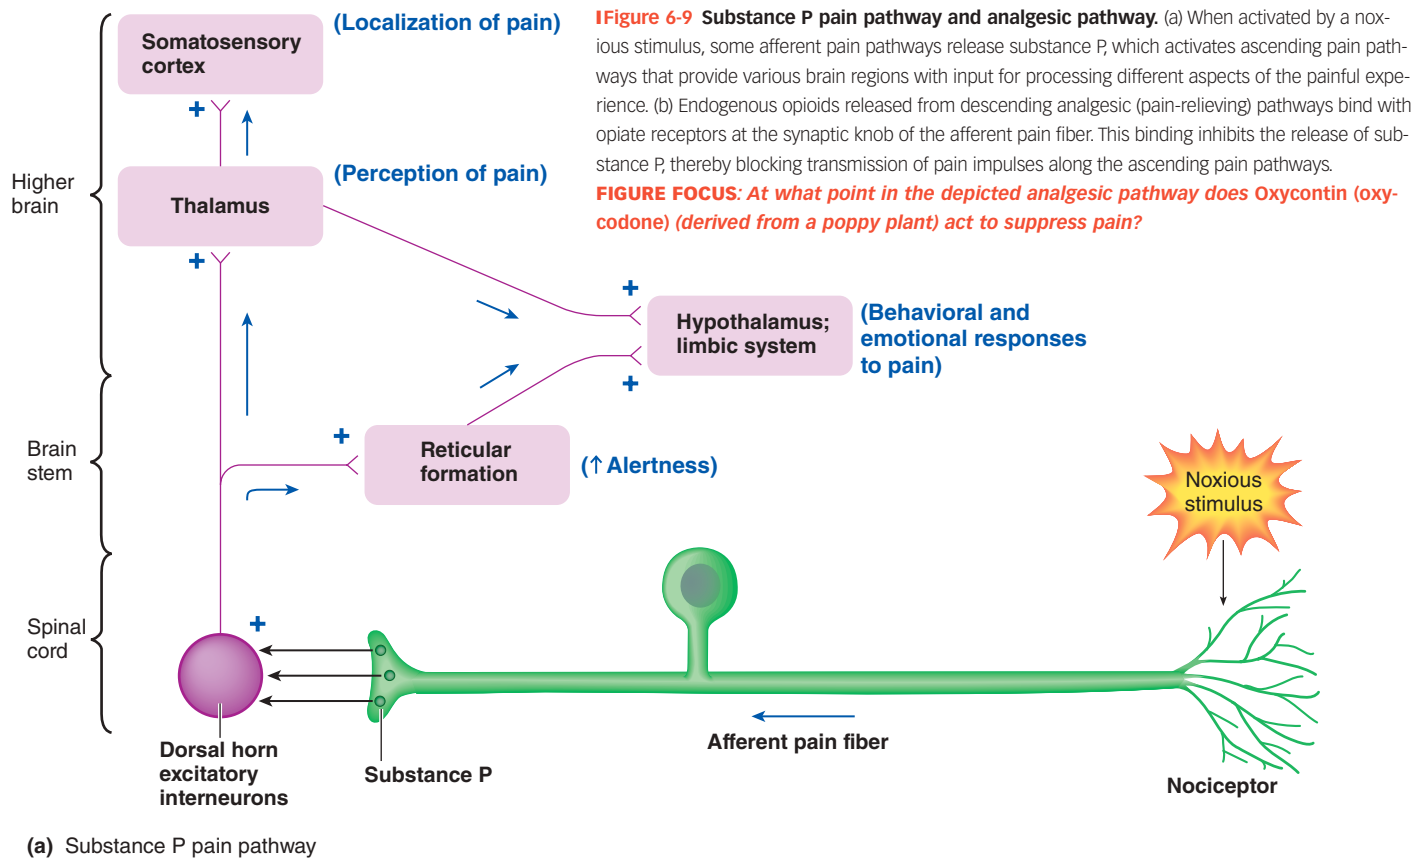 Somatosensory
cortex
(Localization of pain)
+
Higher
brain
Thalamus
(Perception of pain)
+
+
Hypothalamus;
limbic system
(Behavioral and
emotional responses
to pain)
+
Brain
stem
+
Reticular
formation
(↑ Alertness)
Noxious
stimulus
Spinal
cord
+
Dorsal horn
excitatory
interneurons
Substance P
Afferent pain fiber
Nociceptor
(a) Substance P pain pathway
Figure 6-9 Substance P pain pathway and analgesic pathway. (a) When activated by a nox-
ious stimulus, some afferent pain pathways release substance P, which activates ascending pain path-
ways that provide various brain regions with input for processing different aspects of the painful expe-
rience. (b) Endogenous opioids released from descending analgesic (pain-relieving) pathways bind with
opiate receptors at the synaptic knob of the afferent pain fiber. This binding inhibits the release of sub-
stance P, thereby blocking transmission of pain impulses along the ascending pain pathways.
FIGURE FOCUS: At what point in the depicted analgesic pathway does Oxycontin (oxy-
codone) (derived from a poppy plant) act to suppress pain?